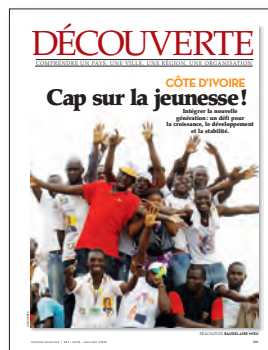 DÉCOUVERTE
COMPRENDRE UN PAYS, UNE VILLE, UNE RÉGION, UNE ORGANISATION
CÔTE D'IVOIRE
Cap sur la jeunesse!
Intégrer la nouvelle
génération: un défi pour
la croissance, le développement
et la stabilité.
RÉALISATION BAUDELAIRE MIEU